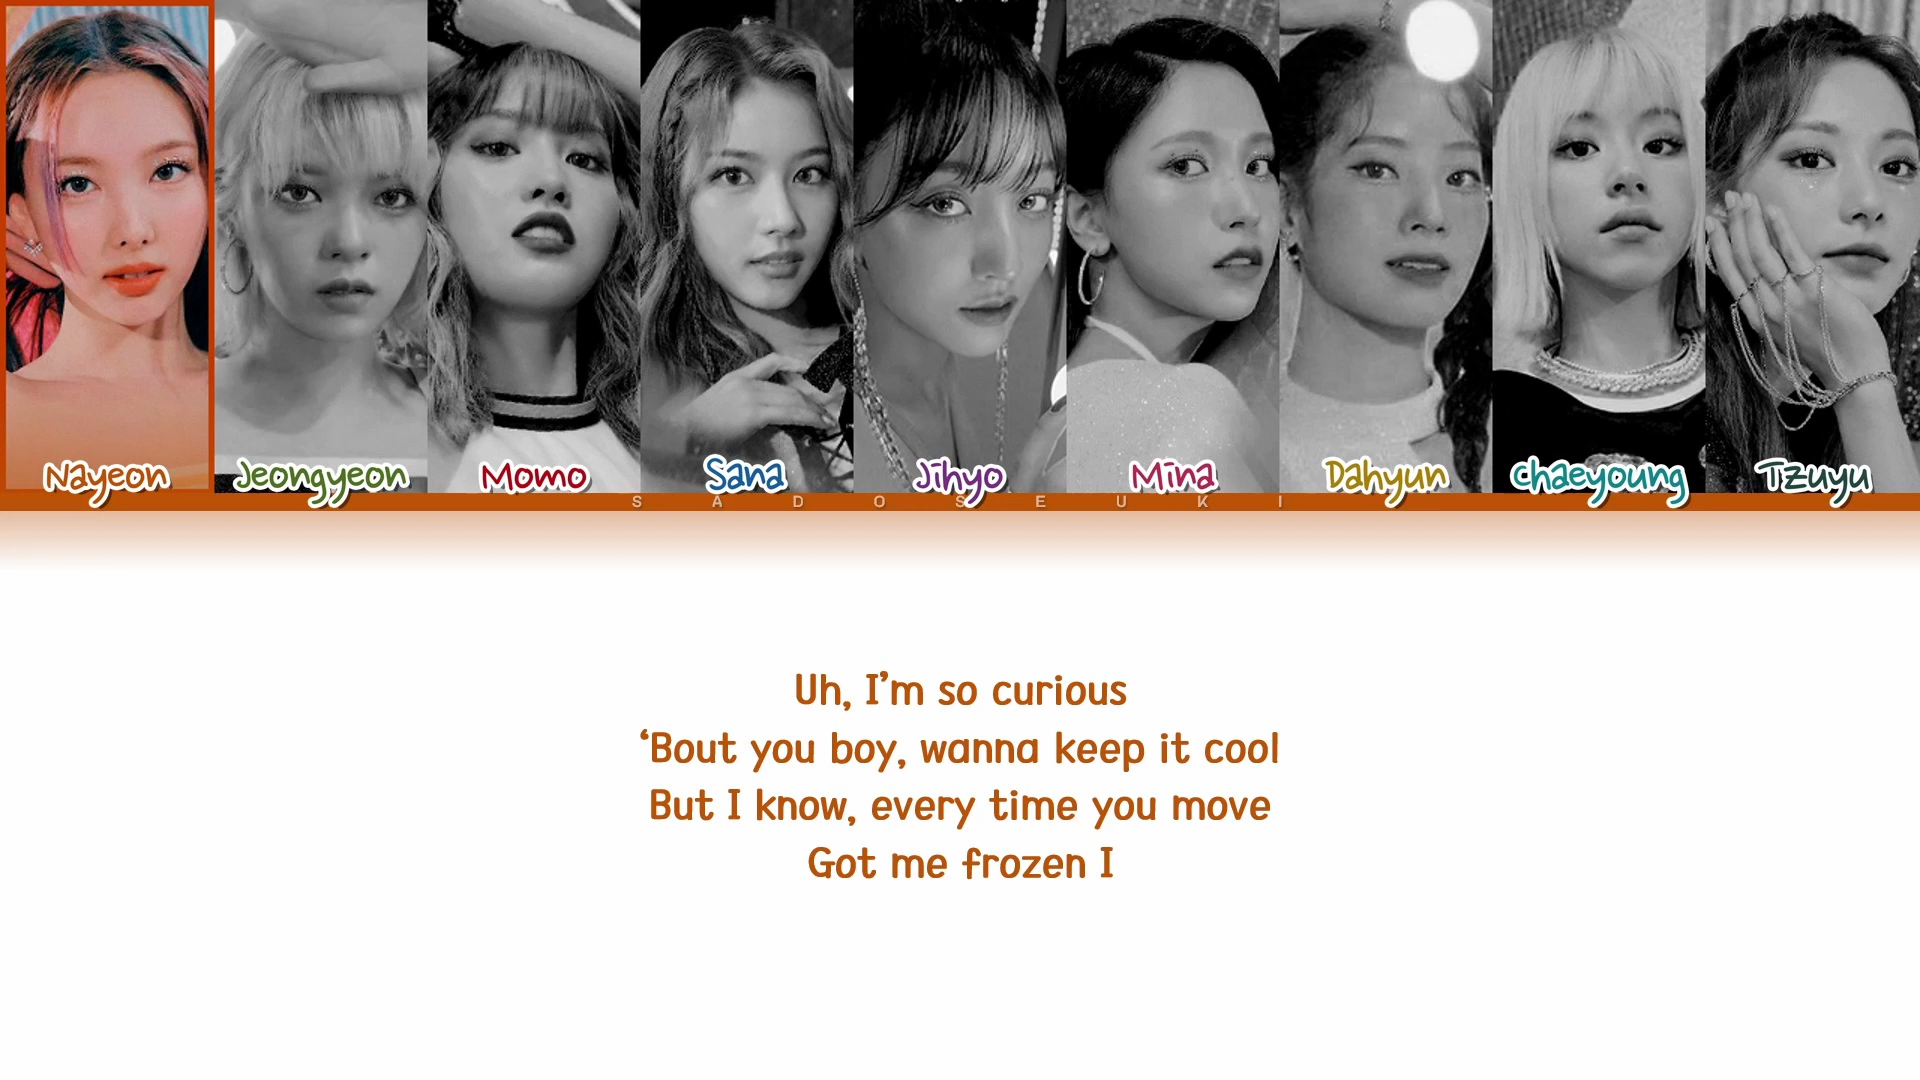 Nayeon Jeongyeon Momo Sana Jihyo Mina Dahyun chaeyoung Tzuyu
S A D O S E U K I
Uh, I’m so curious
‘Bout you boy, wanna keep it cool
But I know, every time you move
Got me frozen I